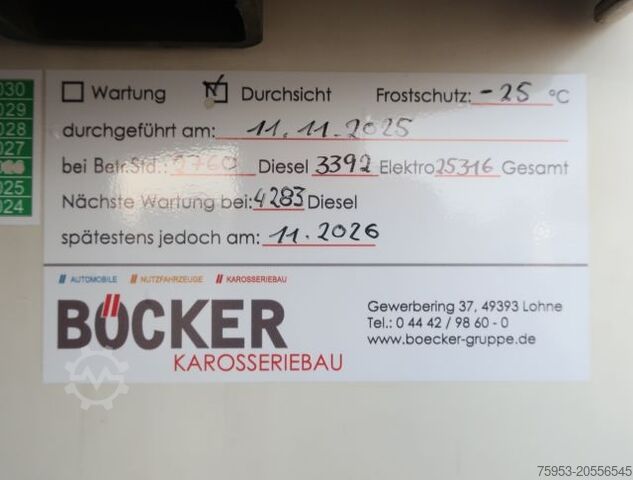 030
029
028
027
025
024
Wartung Durchsicht Frostschutz: -25 °C
durchgeführt am: 11.11.2025
bei Betr.Std.: 2760 Diesel 3392 Elektro 25316 Gesamt
Nächste Wartung bei: 4283 Diesel
spätestens jedoch am: 11.2026
AUTOMOBILE NUTZFAHRZEUGE KAROSSERIEBAU
BÖCKER
KAROSSERIEBAU
Gewerbering 37, 49393 Lohne
Tel.: 0 44 42 / 98 60 - 0
www.boecker-gruppe.de
75953-20556545